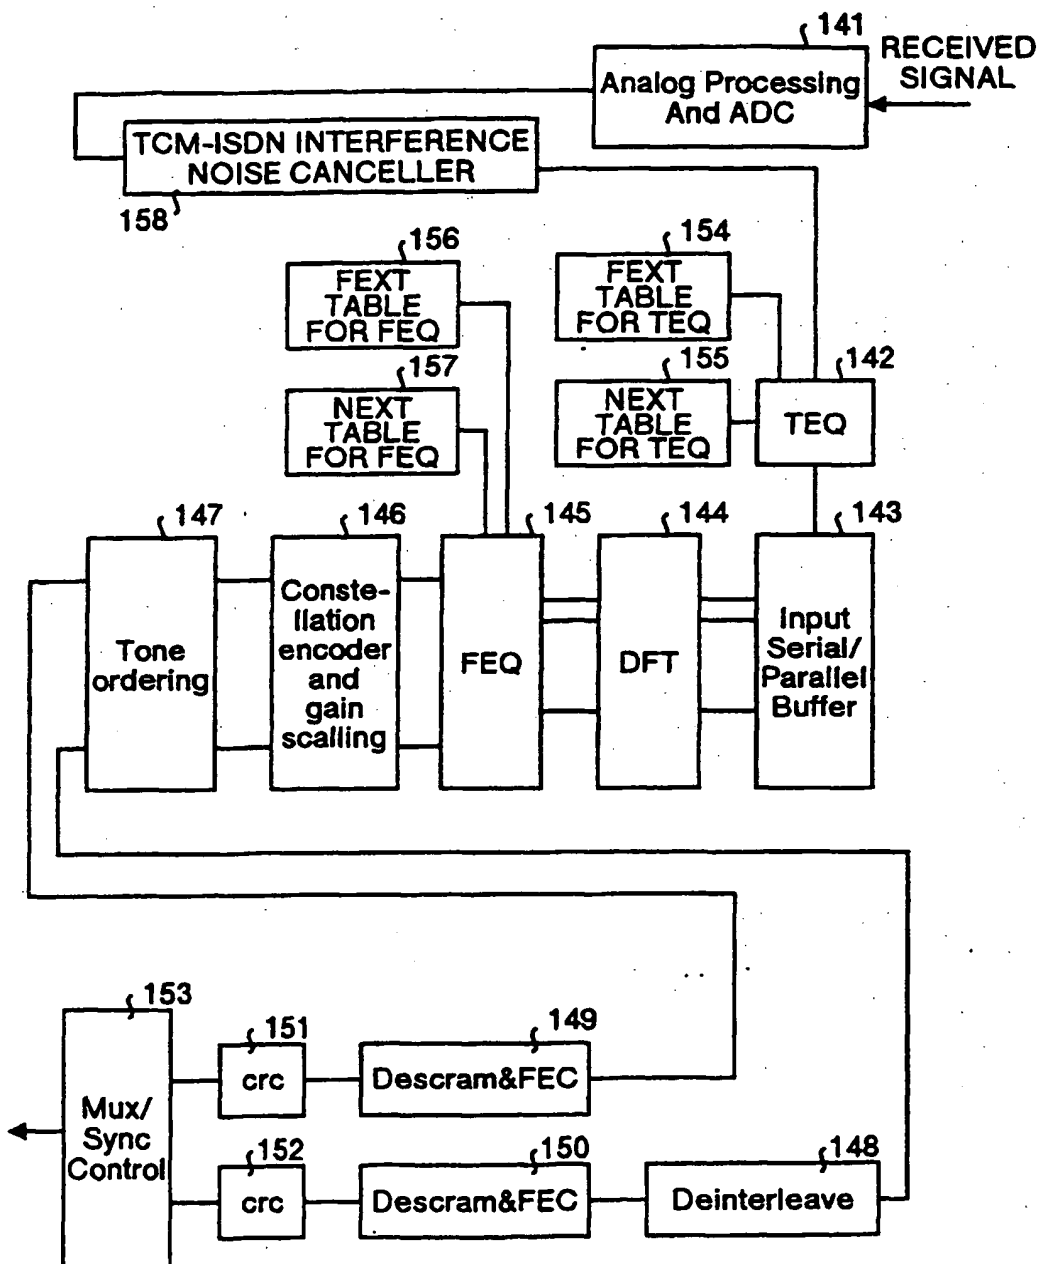 141
RECEIVED
SIGNAL
Analog Processing
And ADC
TCM-ISDN INTERFERENCE
NOISE CANCELLER
158
156
FEXT
TABLE
FOR FEQ
154
FEXT
TABLE
FOR TEQ
157
NEXT
TABLE
FOR FEQ
155
NEXT
TABLE
FOR TEQ
142
TEQ
147
Tone
ordering
146
Conste-
llation
encoder
and
gain
scalling
145
FEQ
144
DFT
143
Input
Serial/
Parallel
Buffer
153
Mux/
Sync
Control
151
crc
149
Descram&FEC
152
crc
150
Descram&FEC
148
Deinterleave